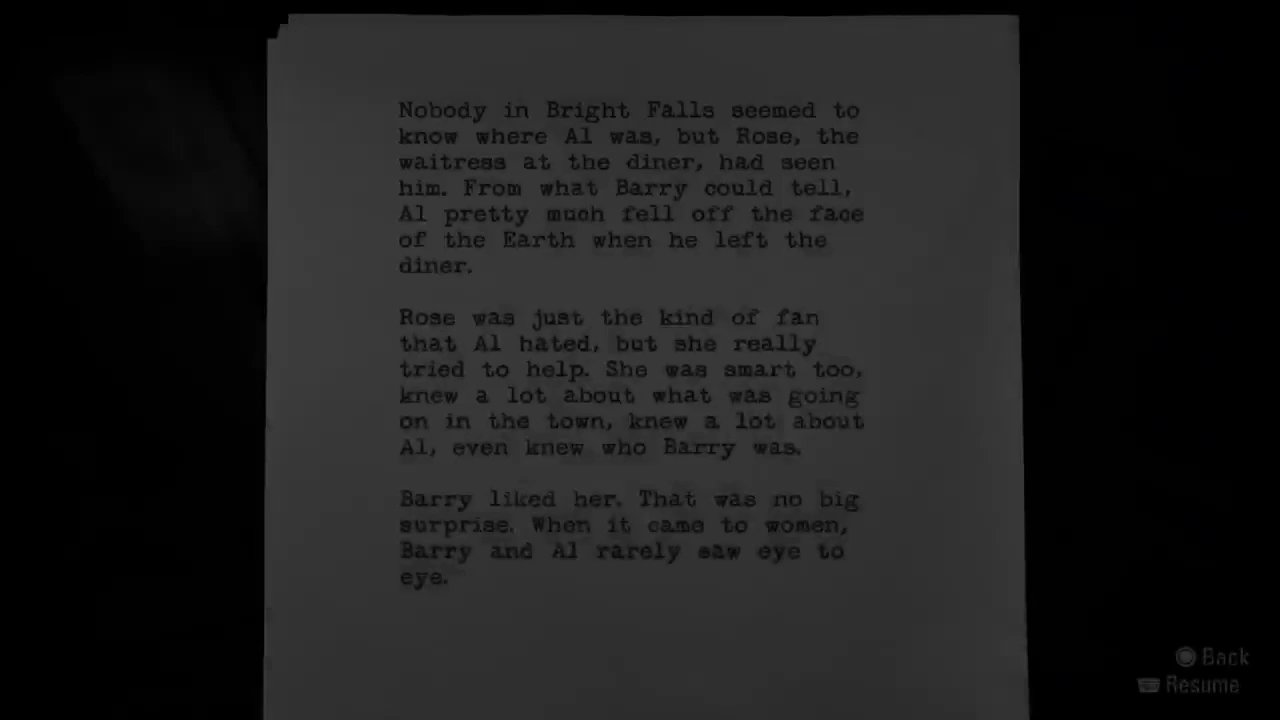 Nobody in Bright Falls seemed to
know where Al was, but Rose, the
waitress at the diner, had seen
him. From what Barry could tell,
Al pretty much fell off the face
of the Earth when he left the
diner.
Rose was just the kind of fan
that Al hated, but she really
tried to help. She was smart too,
knew a lot about what was going
on in the town, knew a lot about
Al, even knew who Barry was.
Barry liked her. That was no big
surprise. When it came to women,
Barry and Al rarely saw eye to
eye.
Back
Resume